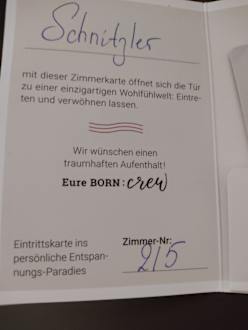 Schnitzler
mit dieser Zimmerkarte öffnet sich die Tür
zu einer einzigartigen Wohlfühlwelt: Eintre-
ten und verwöhnen lassen.
Wir wünschen einen
traumhaften Aufenthalt!
Eure BORN : crew
Eintrittskarte ins
persönliche Entspan-
nungs-Paradies
Zimmer-Nr:
215